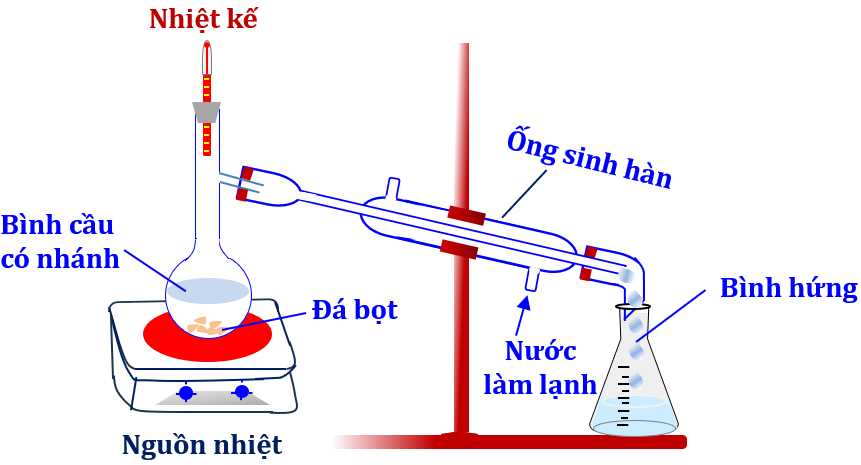 Nhiệt kế
Ống sinh hàn
Bình cầu
có nhánh
Bình hứng
Đá bọt
Nước
làm lạnh
Nguồn nhiệt